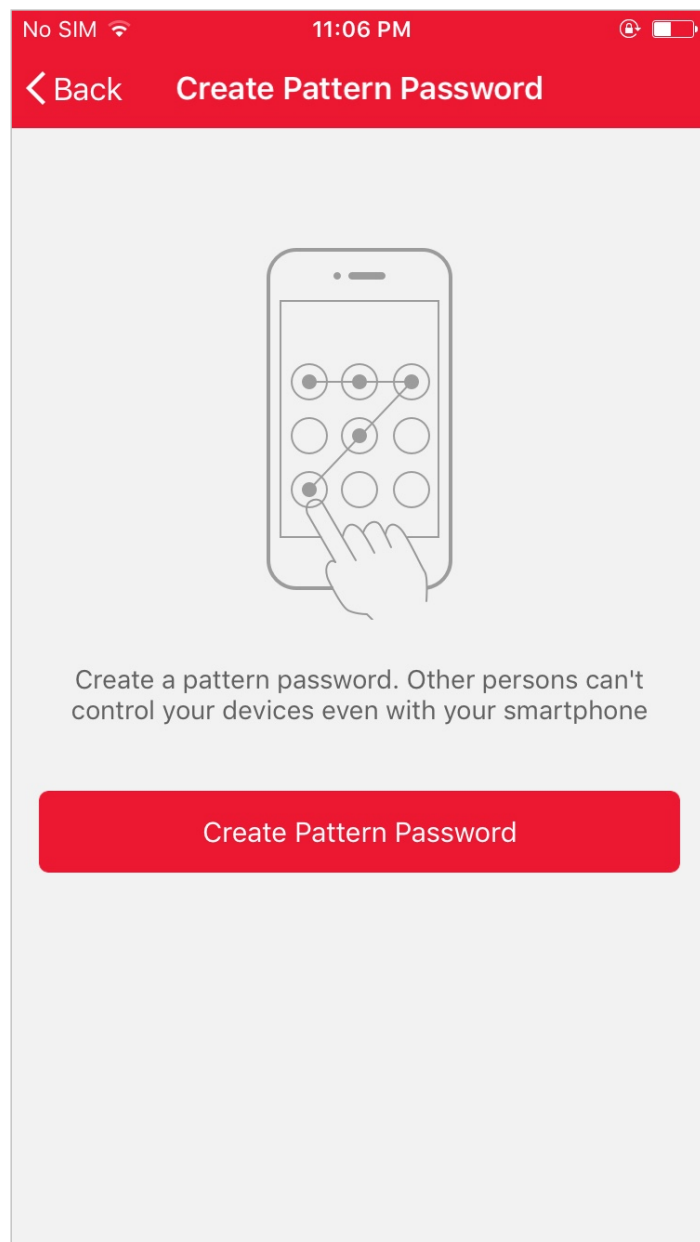 No SIM 11:06 PM
Back Create Pattern Password
Create a pattern password. Other persons can't
control your devices even with your smartphone
Create Pattern Password